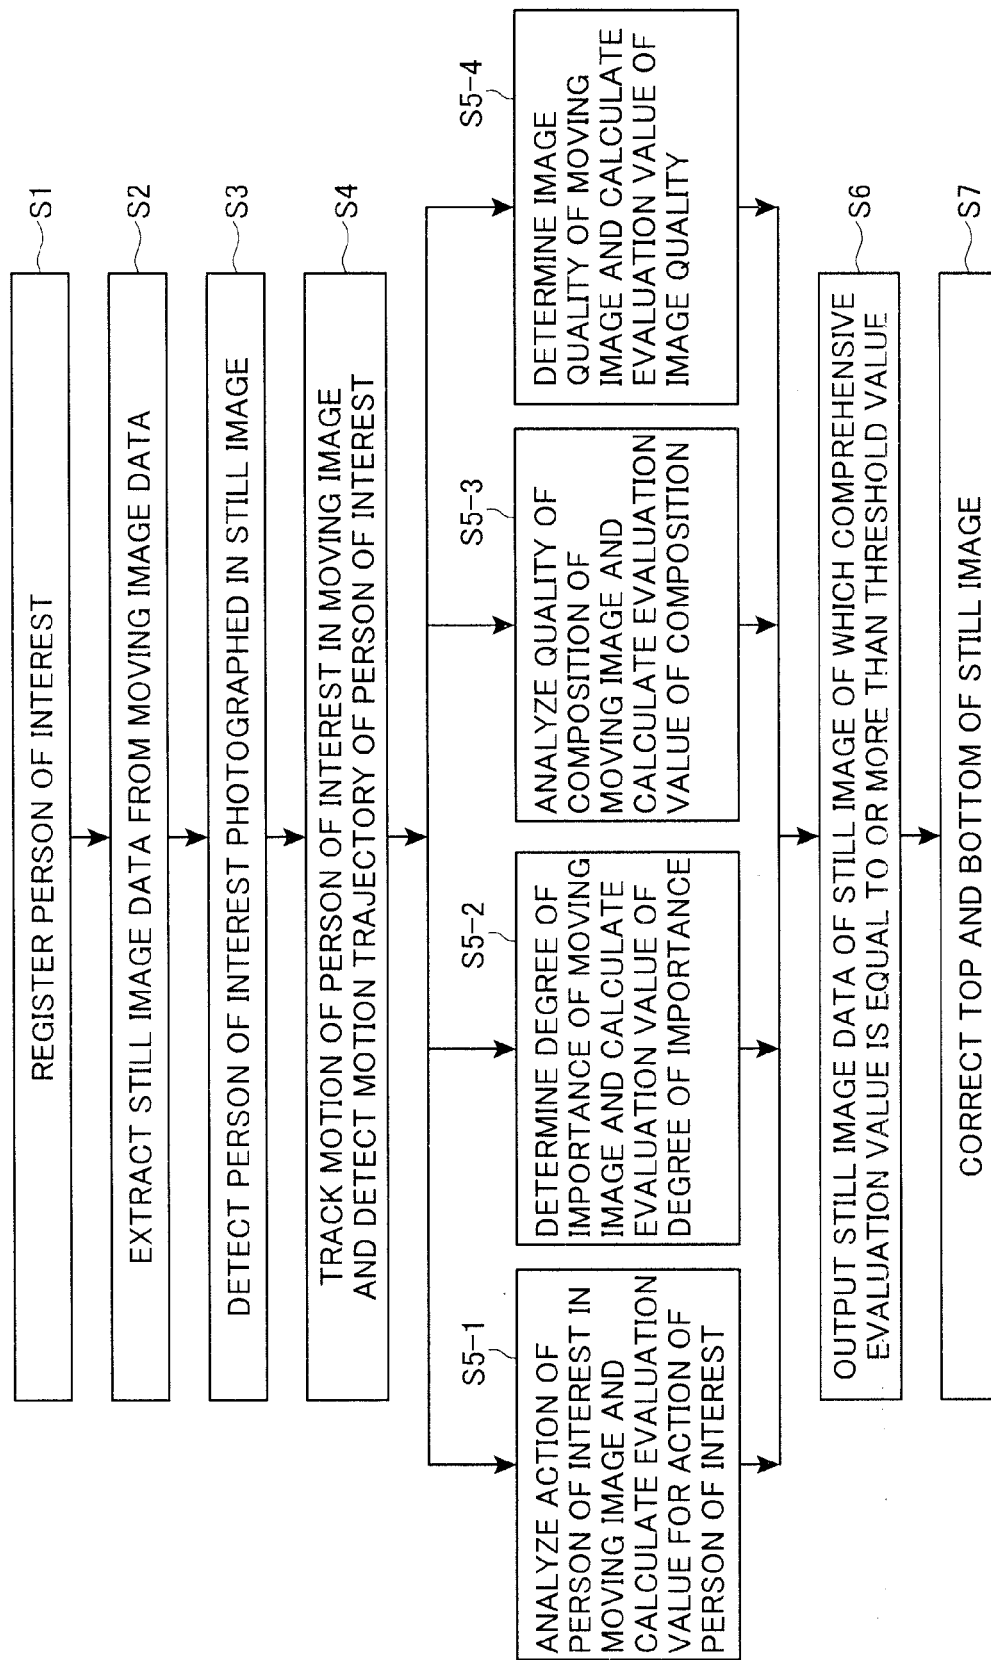 REGISTER PERSON OF INTEREST
S1
EXTRACT STILL IMAGE DATA FROM MOVING IMAGE DATA
S2
DETECT PERSON OF INTEREST PHOTOGRAPHED IN STILL IMAGE
S3
TRACK MOTION OF PERSON OF INTEREST IN MOVING IMAGE
AND DETECT MOTION TRAJECTORY OF PERSON OF INTEREST
S4
S5-1
ANALYZE ACTION OF
PERSON OF INTEREST IN
MOVING IMAGE AND
CALCULATE EVALUATION
VALUE FOR ACTION OF
PERSON OF INTEREST
S5-2
DETERMINE DEGREE OF
IMPORTANCE OF MOVING
IMAGE AND CALCULATE
EVALUATION VALUE OF
DEGREE OF IMPORTANCE
S5-3
ANALYZE QUALITY OF
COMPOSITION OF
MOVING IMAGE AND
CALCULATE EVALUATION
VALUE OF COMPOSITION
S5-4
DETERMINE IMAGE
QUALITY OF MOVING
IMAGE AND CALCULATE
EVALUATION VALUE OF
IMAGE QUALITY
OUTPUT STILL IMAGE DATA OF STILL IMAGE OF WHICH COMPREHENSIVE
EVALUATION VALUE IS EQUAL TO OR MORE THAN THRESHOLD VALUE
S6
CORRECT TOP AND BOTTOM OF STILL IMAGE
S7